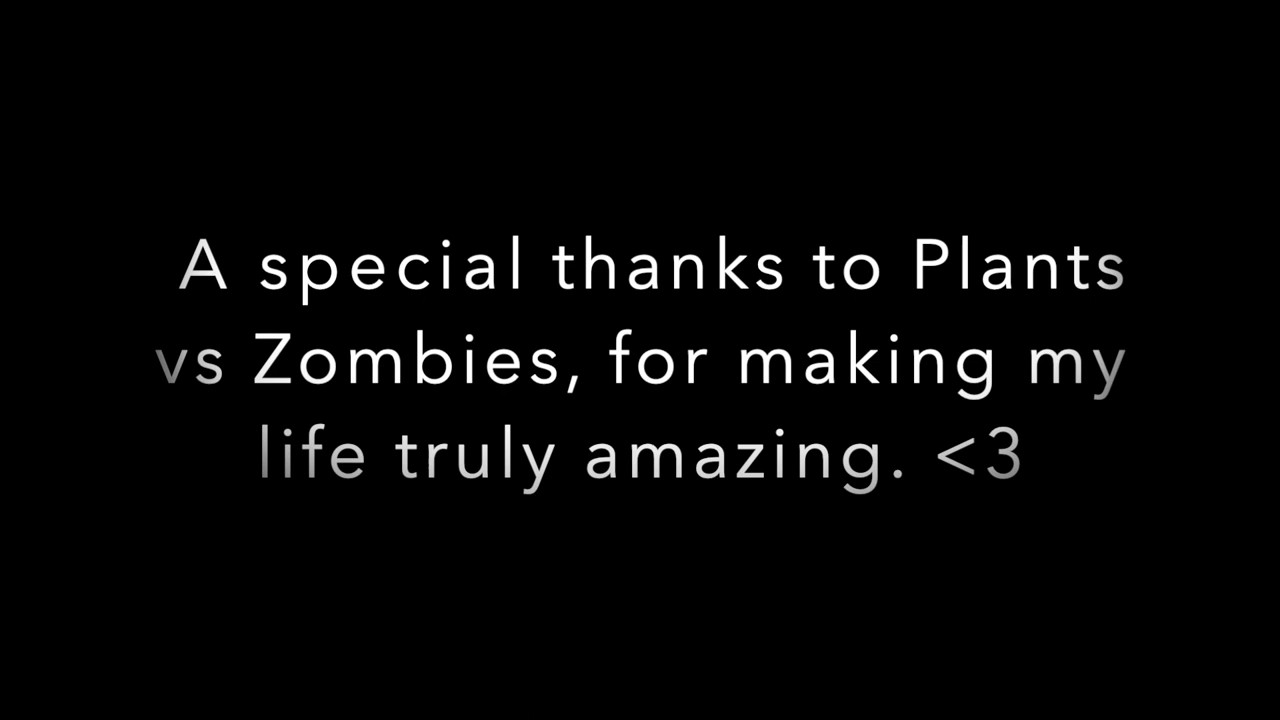 A special thanks to Plants
vs Zombies, for making my
life truly amazing. <3